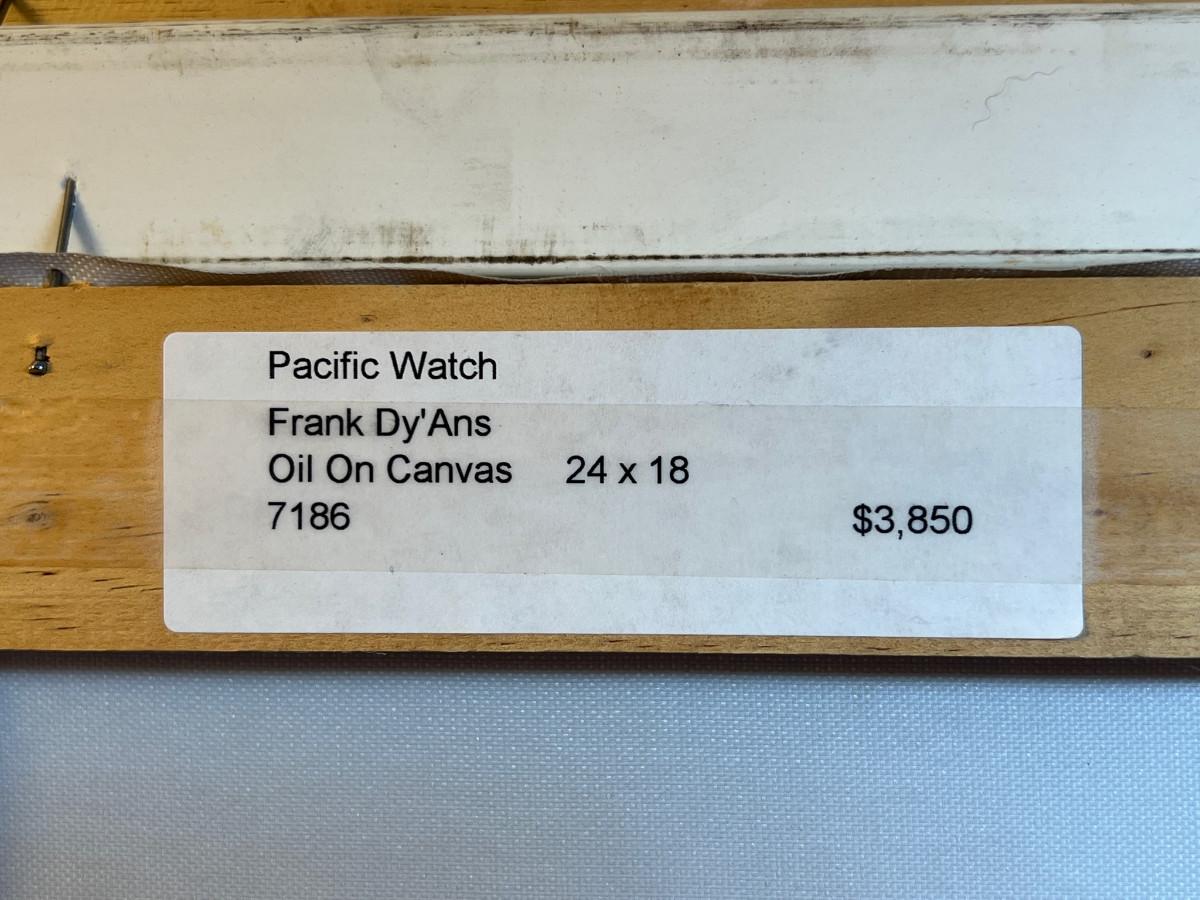 Pacific Watch
Frank Dy'Ans
Oil On Canvas 24 x 18
7186 $3,850